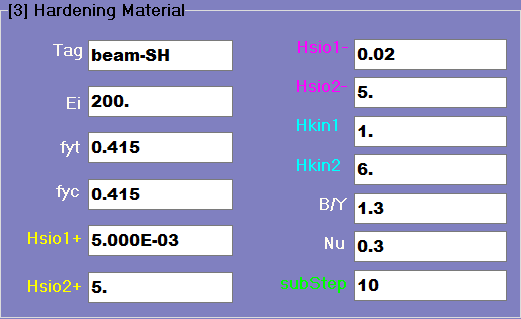 [3] Hardening Material
Tag beam-SH
Ei 200.
fyt 0.415
fyc 0.415
Hsio1+ 5.000E-03
Hsio2+ 5.
Hsio1- 0.02
Hsio2- 5.
Hkin1 1.
Hkin2 6.
B/Y 1.3
Nu 0.3
subStep 10